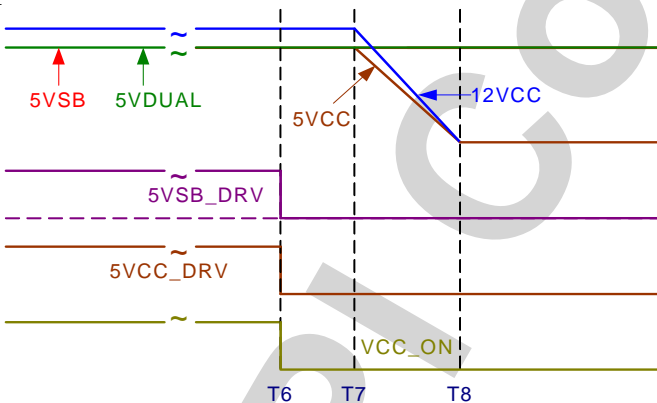 5VSB 5VDUAL
5VCC
12VCC
5VSB_DRV
5VCC_DRV
VCC_ON
T6 T7 T8